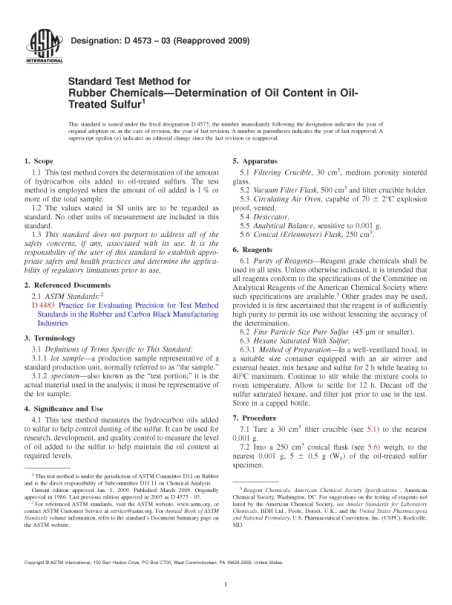 ASTM
INTERNATIONAL
Designation: D 4573 – 03 (Reapproved 2009)
Standard Test Method for
Rubber Chemicals—Determination of Oil Content in Oil-
Treated Sulfur1
This standard is issued under the fixed designation D 4573; the number immediately following the designation indicates the year of
original adoption or, in the case of revision, the year of last revision. A number in parentheses indicates the year of last reapproval. A
superscript epsilon (ε) indicates an editorial change since the last revision or reapproval.
1. Scope
1.1 This test method covers the determination of the amount
of hydrocarbon oils added to oil-treated sulfurs. The test
method is employed when the amount of oil added is 1 % or
more of the total sample.
1.2 The values stated in SI units are to be regarded as
standard. No other units of measurement are included in this
standard.
1.3 This standard does not purport to address all of the
safety concerns, if any, associated with its use. It is the
responsibility of the user of this standard to establish appro-
priate safety and health practices and determine the applica-
bility of regulatory limitations prior to use.
2. Referenced Documents
2.1 ASTM Standards:2
D 4483 Practice for Evaluating Precision for Test Method
Standards in the Rubber and Carbon Black Manufacturing
Industries
3. Terminology
3.1 Definitions of Terms Specific to This Standard:
3.1.1 lot sample—a production sample representative of a
standard production unit, normally referred to as “the sample.”
3.1.2 specimen—also known as the “test portion;” it is the
actual material used in the analysis; it must be representative of
the lot sample.
4. Significance and Use
4.1 This test method measures the hydrocarbon oils added
to sulfur to help control dusting of the sulfur. It can be used for
research, development, and quality control to measure the level
of oil added to the sulfur to help maintain the oil content at
required levels.
1 This test method is under the jurisdiction of ASTM Committee D11 on Rubber
and is the direct responsibility of Subcommittee D11.11 on Chemical Analysis.
Current edition approved Jan 1, 2009. Published March 2009. Originally
approved in 1986. Last previous edition approved in 2003 as D 4573 – 03.
2 For referenced ASTM standards, visit the ASTM website, www.astm.org, or
contact ASTM Customer Service at service@astm.org. For Annual Book of ASTM
Standards volume information, refer to the standard's Document Summary page on
the ASTM website.
5. Apparatus
5.1 Filtering Crucible, 30 cm3, medium porosity sintered
glass.
5.2 Vacuum Filter Flask, 500 cm3 and filter crucible holder.
5.3 Circulating Air Oven, capable of 70 ± 2°C explosion
proof, vented.
5.4 Desiccator.
5.5 Analytical Balance, sensitive to 0.001 g.
5.6 Conical (Erlenmeyer) Flask, 250 cm3.
6. Reagents
6.1 Purity of Reagents—Reagent grade chemicals shall be
used in all tests. Unless otherwise indicated, it is intended that
all reagents conform to the specifications of the Committee on
Analytical Reagents of the American Chemical Society where
such specifications are available.3 Other grades may be used,
provided it is first ascertained that the reagent is of sufficiently
high purity to permit its use without lessening the accuracy of
the determination.
6.2 Fine Particle Size Pure Sulfur (45 μm or smaller).
6.3 Hexane Saturated With Sulfur:
6.3.1 Method of Preparation—In a well-ventilated hood, in
a suitable size container equipped with an air stirrer and
external heater, mix hexane and sulfur for 2 h while heating to
40°C maximum. Continue to stir while the mixture cools to
room temperature. Allow to settle for 12 h. Decant off the
sulfur saturated hexane, and filter just prior to use in the test.
Store in a capped bottle.
7. Procedure
7.1 Tare a 30 cm3 filter crucible (see 5.1) to the nearest
0.001 g.
7.2 Into a 250 cm3 conical flask (see 5.6) weigh, to the
nearest 0.001 g, 5 ± 0.5 g (Ws) of the oil-treated sulfur
specimen.
3 Reagent Chemicals, American Chemical Society Specifications , American
Chemical Society, Washington, DC. For suggestions on the testing of reagents not
listed by the American Chemical Society, see Analar Standards for Laboratory
Chemicals, BDH Ltd., Poole, Dorset, U.K., and the United States Pharmacopeia
and National Formulary, U.S. Pharmaceutical Convention, Inc. (USPC), Rockville,
MD.
Copyright © ASTM International, 100 Barr Harbor Drive, PO Box C700, West Conshohocken, PA 19428-2959, United States.
1